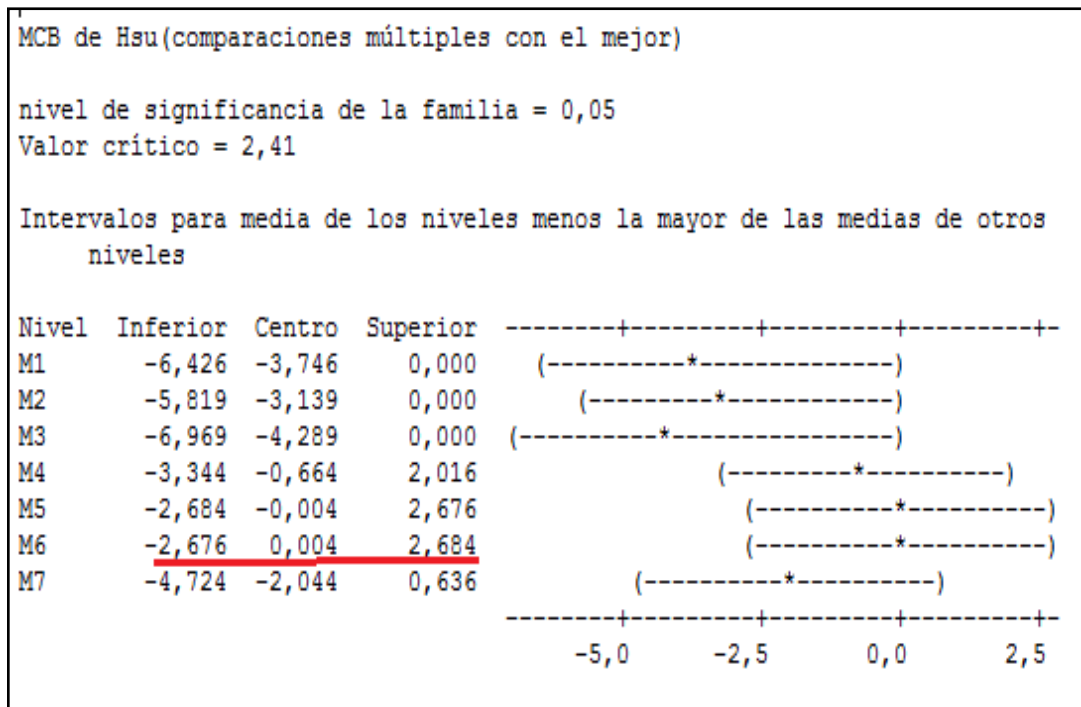 MCB de Hsu(comparaciones múltiples con el mejor)
nivel de significancia de la familia = 0,05
Valor crítico = 2,41
Intervalos para media de los niveles menos la mayor de las medias de otros
niveles
Nivel Inferior Centro Superior --------+---------+---------+---------+-
M1 -6,426 -3,746 0,000 (----------*--------------)
M2 -5,819 -3,139 0,000 (---------*------------)
M3 -6,969 -4,289 0,000 (----------*----------------)
M4 -3,344 -0,664 2,016 (---------*----------)
M5 -2,684 -0,004 2,676 (----------*----------)
M6 -2,676 0,004 2,684 (----------*----------)
M7 -4,724 -2,044 0,636 (----------*----------)
--------+---------+---------+---------+-
-5,0 -2,5 0,0 2,5